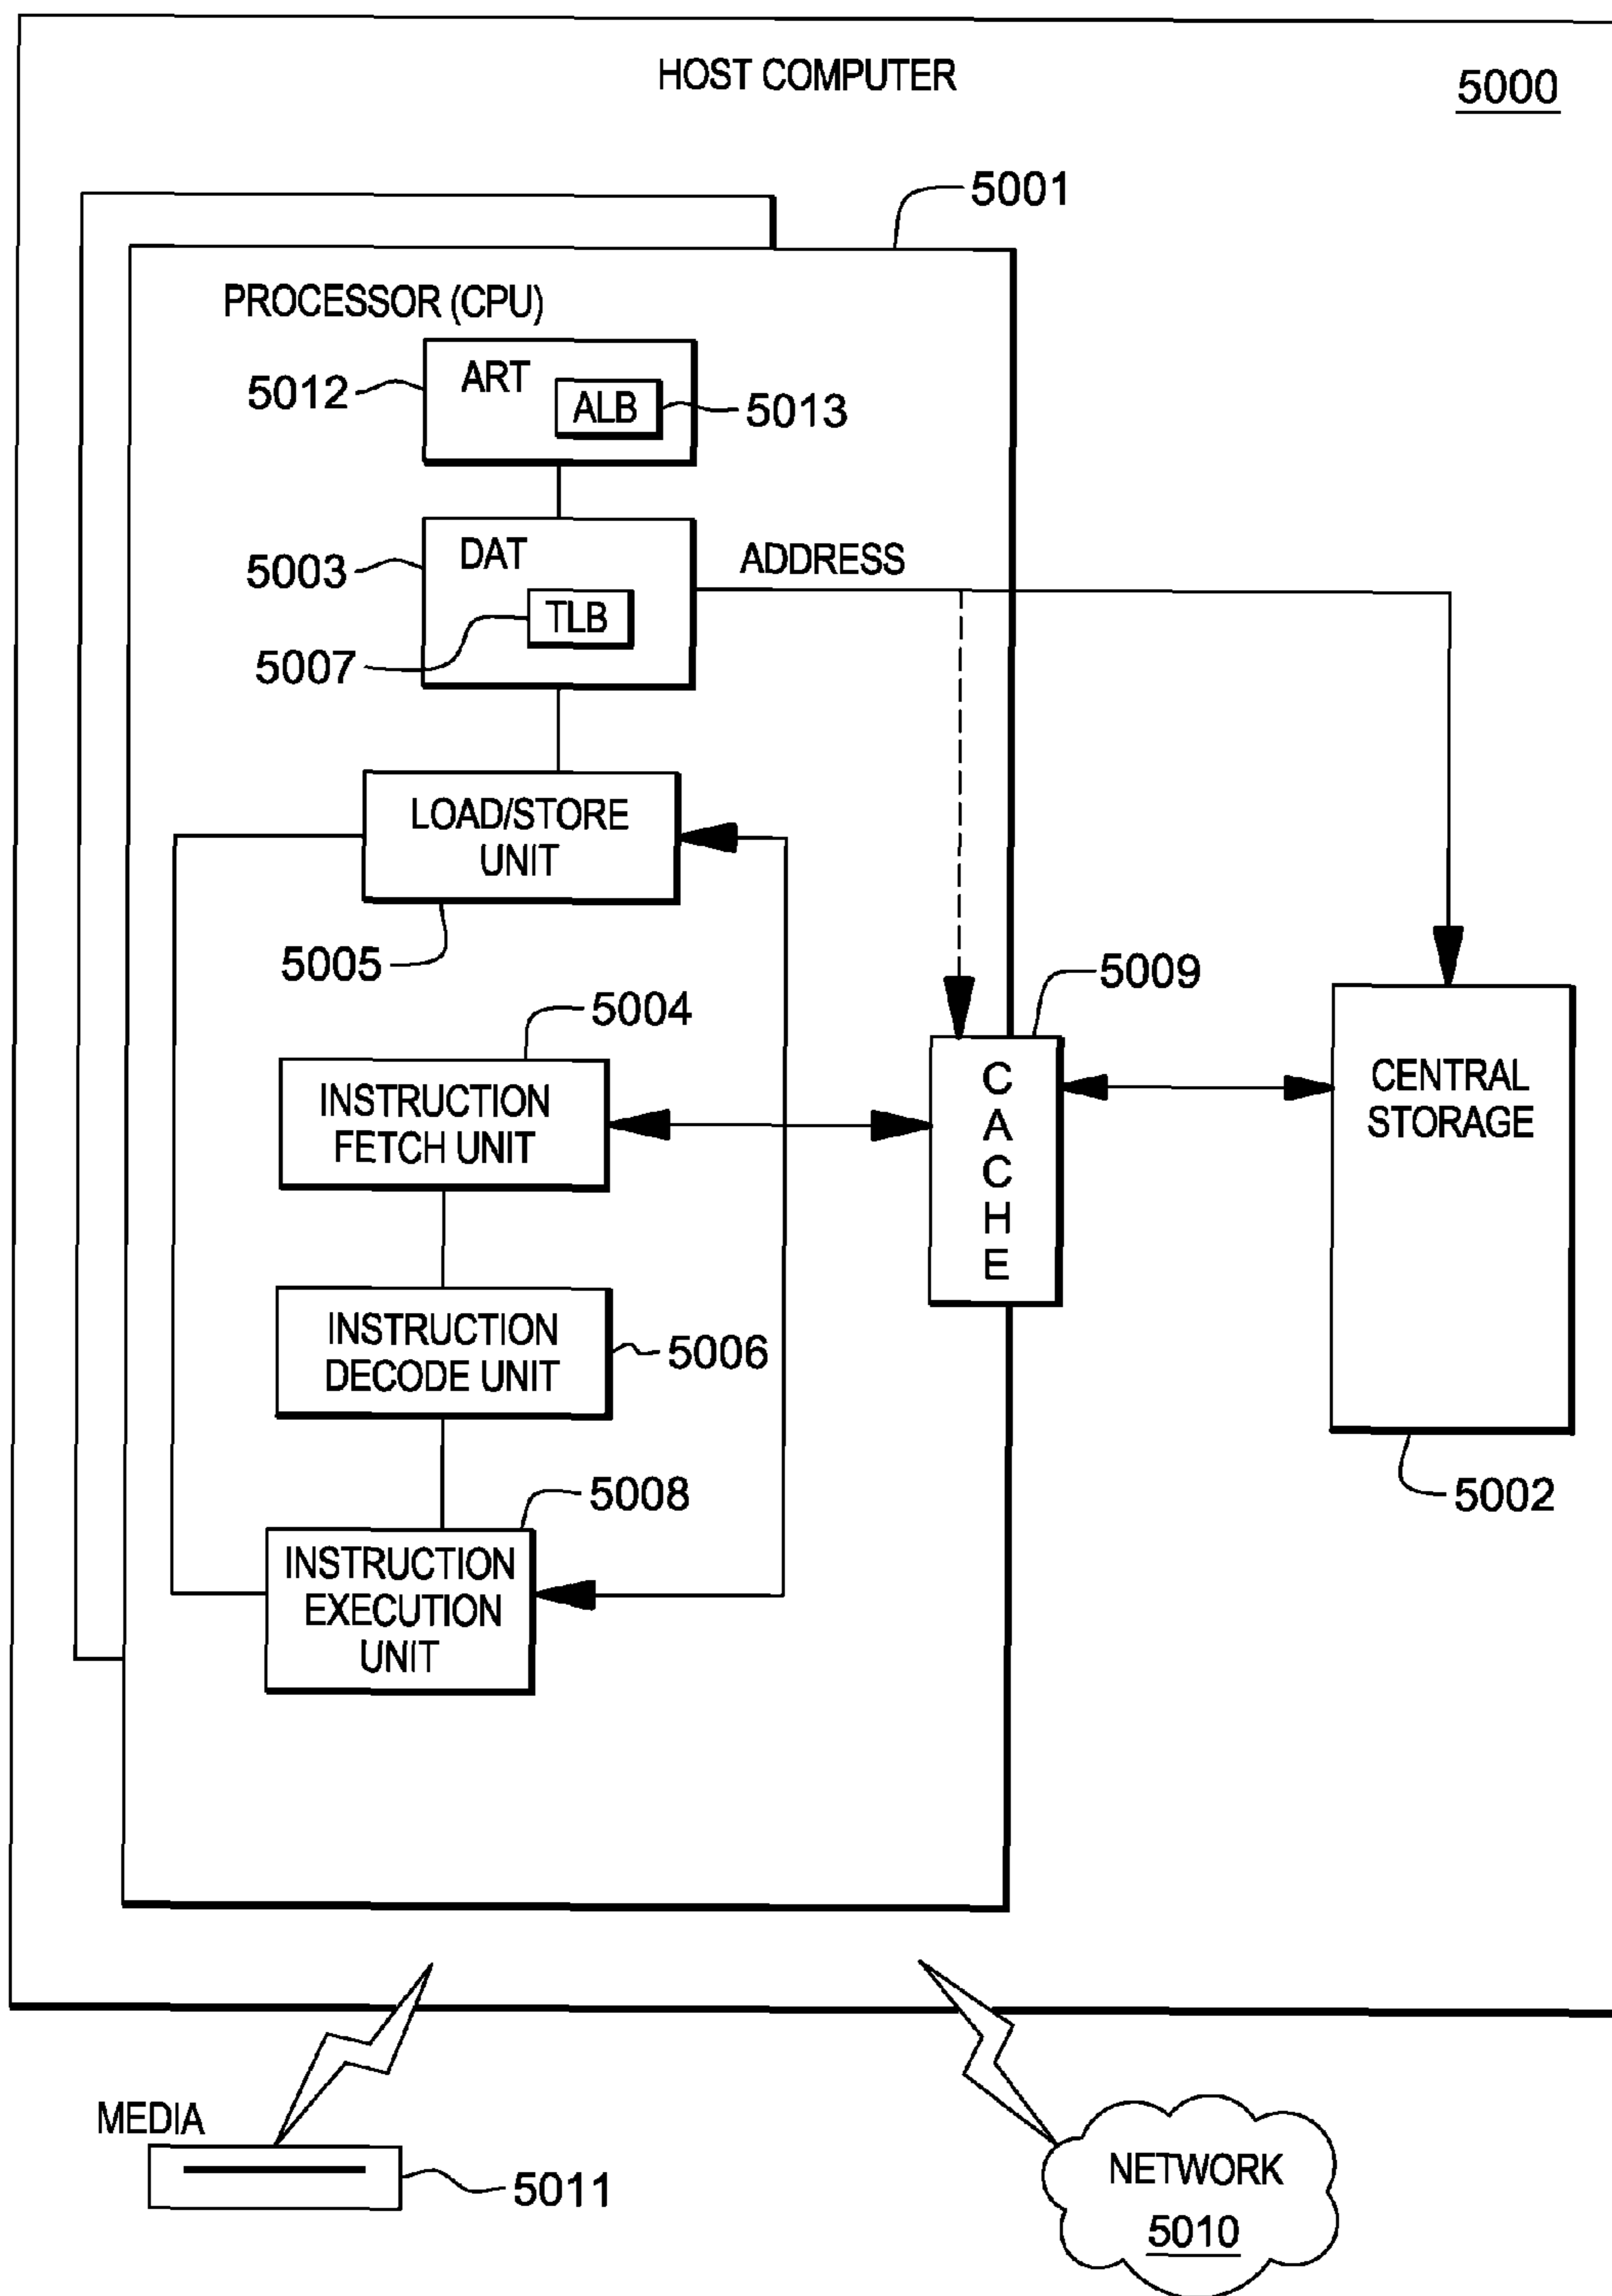 HOST COMPUTER
5000
5001
PROCESSOR (CPU)
ART
5012
ALB
5013
DAT
ADDRESS
5003
TLB
5007
LOAD/STORE
UNIT
5005
5009
5004
CACHE
CENTRAL
STORAGE
INSTRUCTION
FETCH UNIT
INSTRUCTION
DECODE UNIT
5006
5008
5002
INSTRUCTION
EXECUTION
UNIT
MEDIA
5011
NETWORK
5010